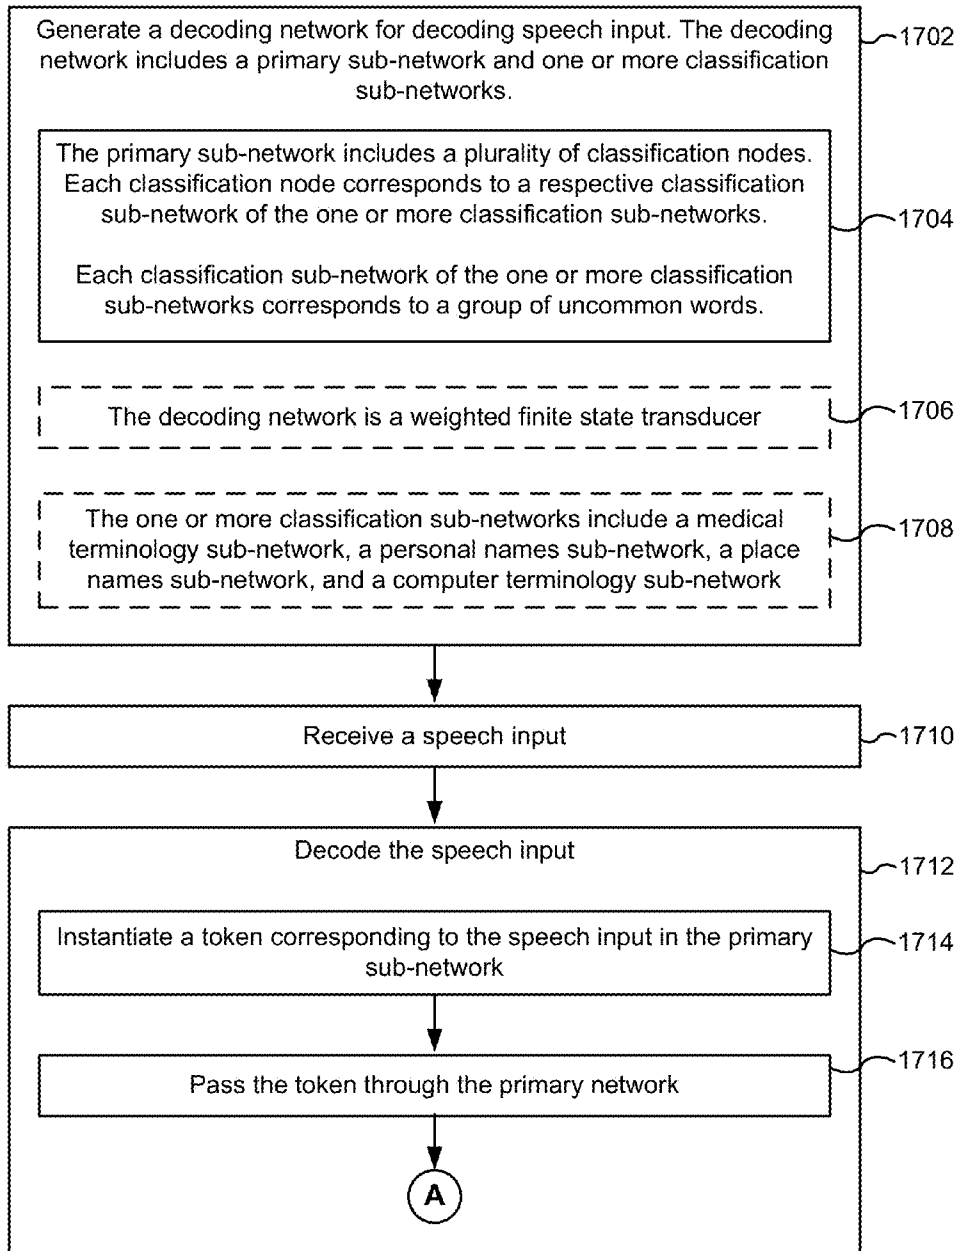 Generate a decoding network for decoding speech input. The decoding
network includes a primary sub-network and one or more classification
sub-networks.
1702
The primary sub-network includes a plurality of classification nodes.
Each classification node corresponds to a respective classification
sub-network of the one or more classification sub-networks.
1704
Each classification sub-network of the one or more classification
sub-networks corresponds to a group of uncommon words.
The decoding network is a weighted finite state transducer
1706
The one or more classification sub-networks include a medical
terminology sub-network, a personal names sub-network, a place
names sub-network, and a computer terminology sub-network
1708
Receive a speech input
1710
Decode the speech input
1712
Instantiate a token corresponding to the speech input in the primary
sub-network
1714
Pass the token through the primary network
1716
A